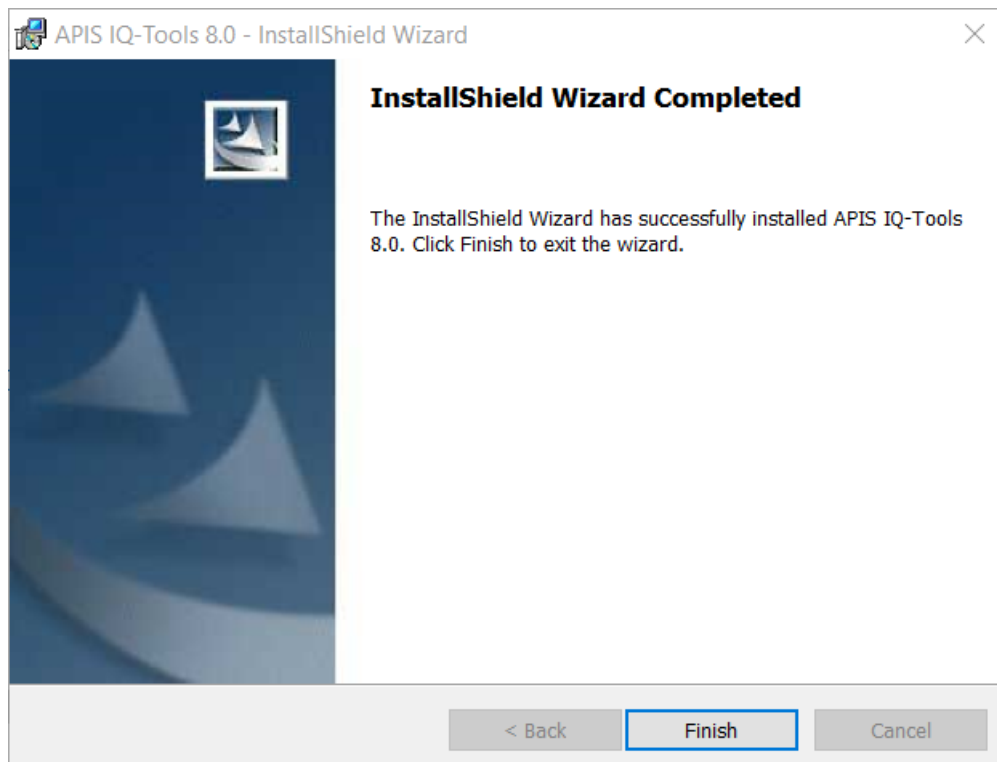 APIS IQ-Tools 8.0 - InstallShield Wizard
InstallShield Wizard Completed
The InstallShield Wizard has successfully installed APIS IQ-Tools
8.0. Click Finish to exit the wizard.
< Back
Finish
Cancel